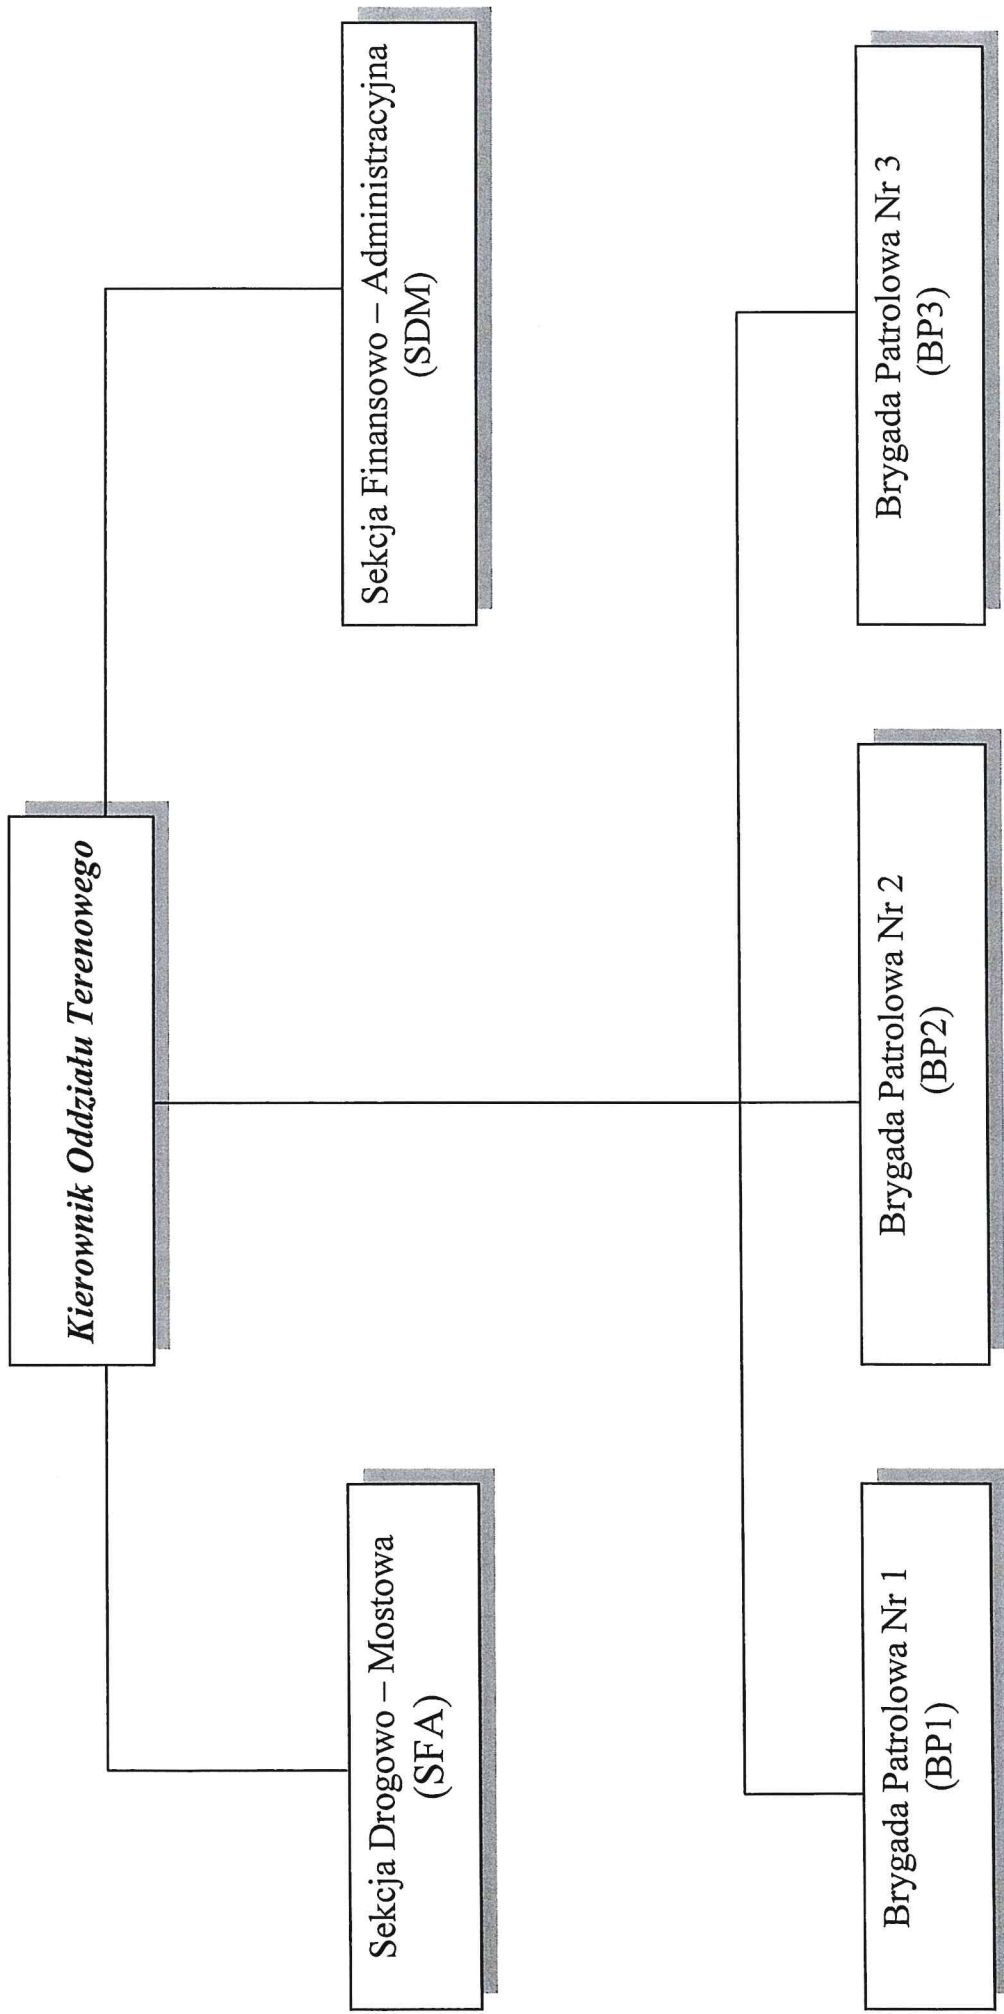 Kierownik Oddziału Terenowego
Sekcja Drogowo – Mostowa
(SFA)
Sekcja Finansowo – Administracyjna
(SDM)
Brygada Patrolowa Nr 1
(BP1)
Brygada Patrolowa Nr 2
(BP2)
Brygada Patrolowa Nr 3
(BP3)